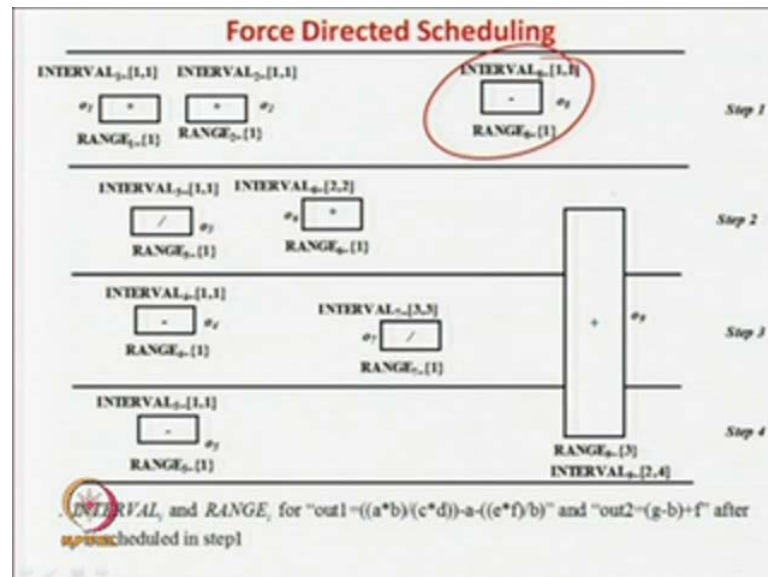 Force Directed Scheduling
INTERVAL₁=[1,1] INTERVAL₂=[1,1] INTERVAL₈=[1,1]
o₁ * * o₂ - o₈ Step 1
RANGE₁=[1] RANGE₂=[1] RANGE₈=[1]
INTERVAL₃=[1,1] INTERVAL₆=[2,2]
/ o₃ o₆ * Step 2
RANGE₃=[1] RANGE₆=[1]
INTERVAL₄=[1,1] INTERVAL₇=[3,3]
- o₄ o₇ / + o₉ Step 3
RANGE₄=[1] RANGE₇=[1]
INTERVAL₅=[1,1]
- o₅ Step 4
RANGE₅=[1] RANGE₉=[3]
INTERVAL₉=[2,4]
INTERVALᵢ and RANGEᵢ for “out1=((a*b)/(c*d))-a-((e*f)/b)” and “out2=(g-b)+f” after
scheduled in step1